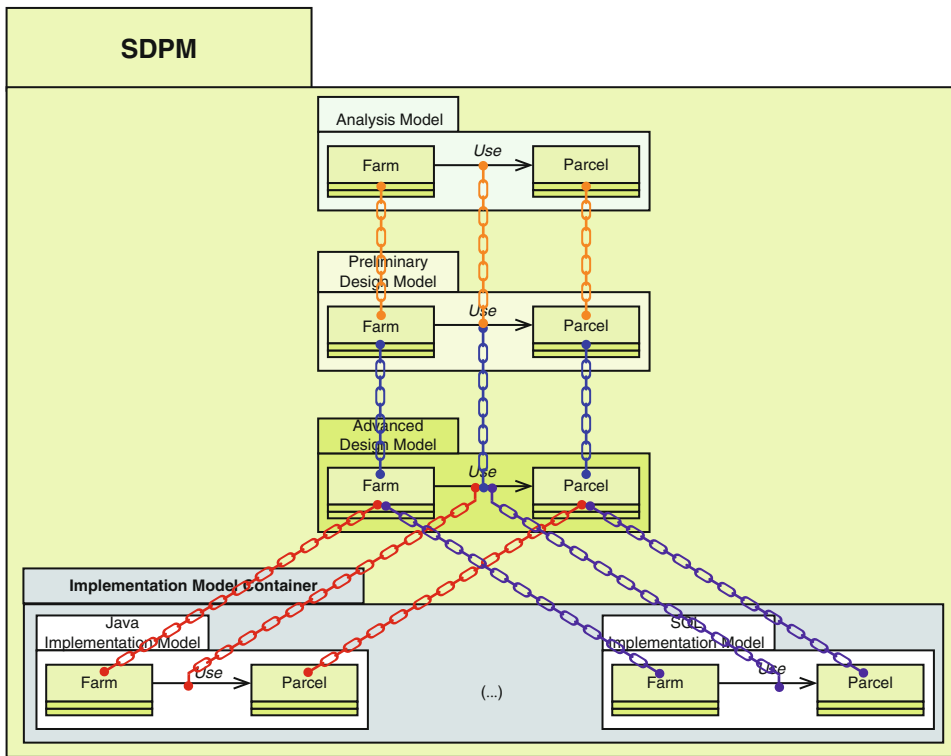 SDPM
Analysis Model
Use
Farm
Parcel
Preliminary
Design Model
Use
Farm
Parcel
Advanced
Design Model
Use
Farm
Parcel
Implementation Model Container
Java
Implementation Model
Use
Farm
Parcel
(...)
SQL
Implementation Model
Use
Farm
Parcel